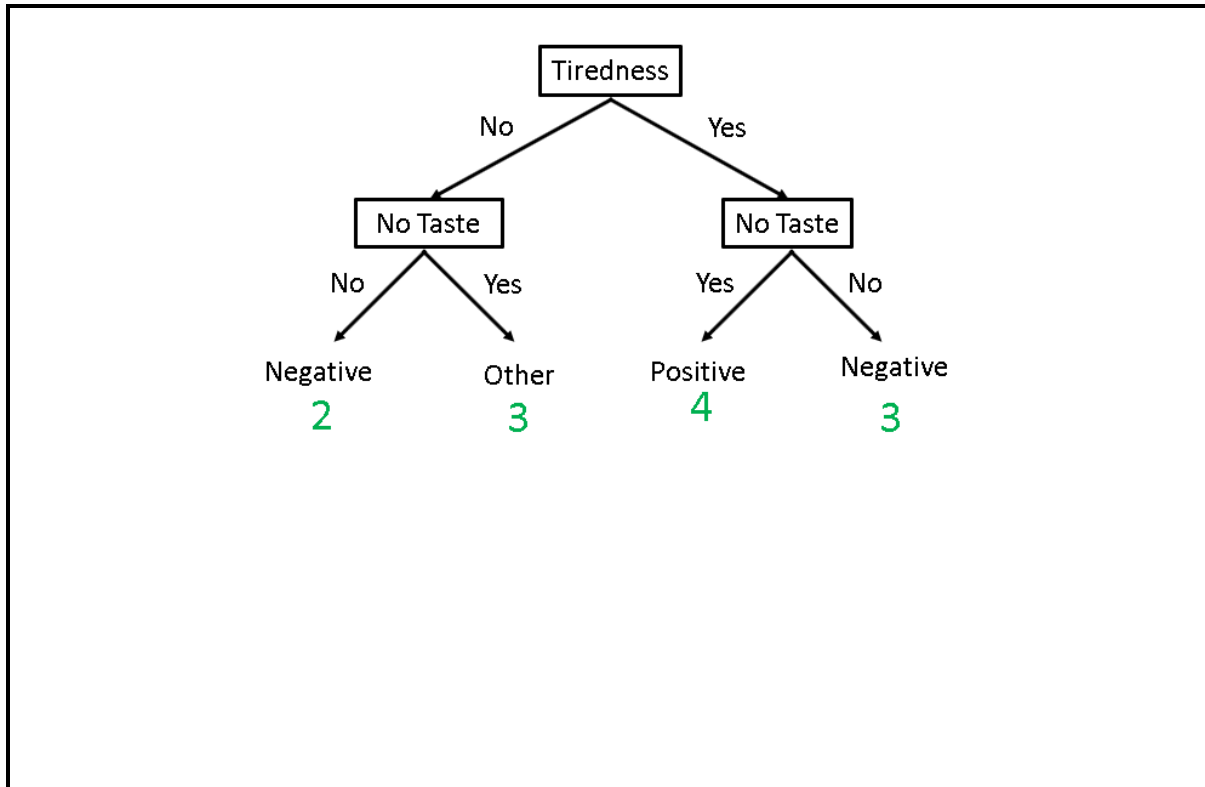 Tiredness
No Yes
No Taste No Taste
No Yes Yes No
Negative Other Positive Negative
2 3 4 3